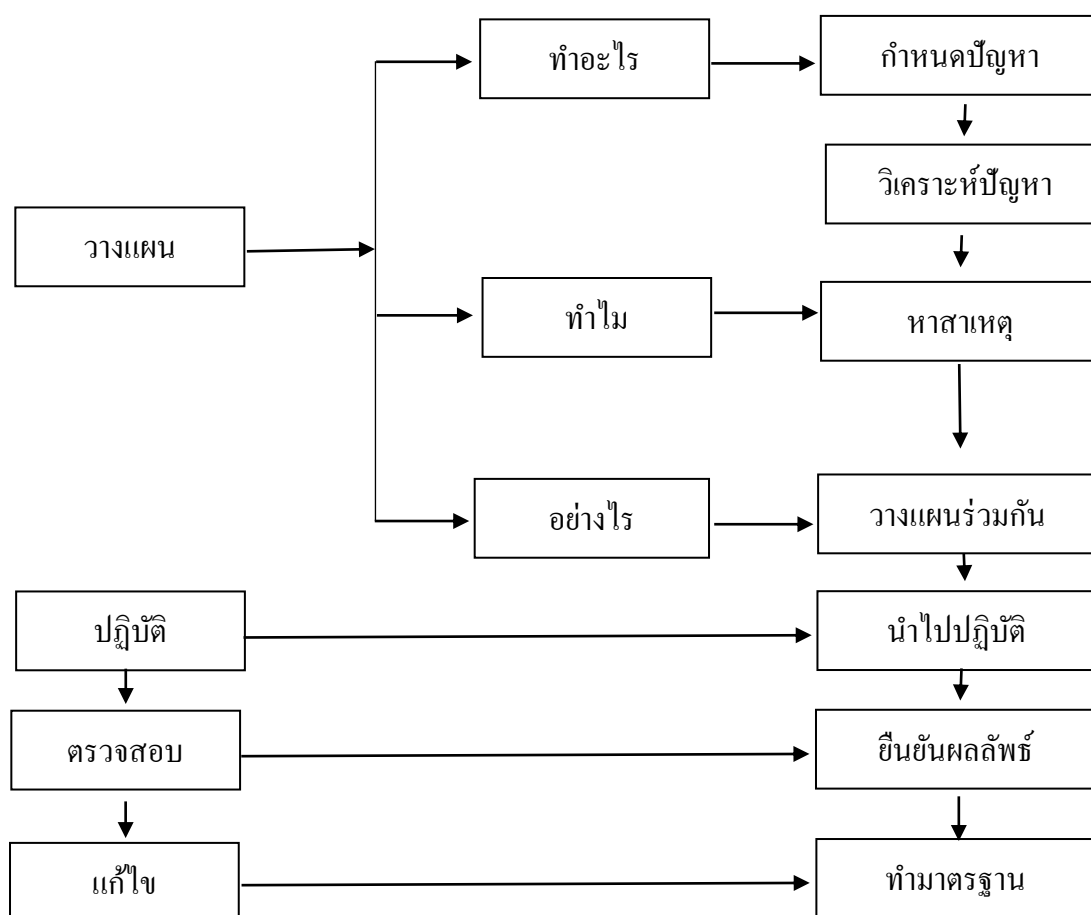 ทำอะไร
กำหนดปัญหา
วิเคราะห์ปัญหา
วางแผน
ทำไม
หาสาเหตุ
อย่างไร
วางแผนร่วมกัน
ปฏิบัติ
นำไปปฏิบัติ
ตรวจสอบ
ยืนยันผลลัพธ์
แก้ไข
ทำมาตรฐาน